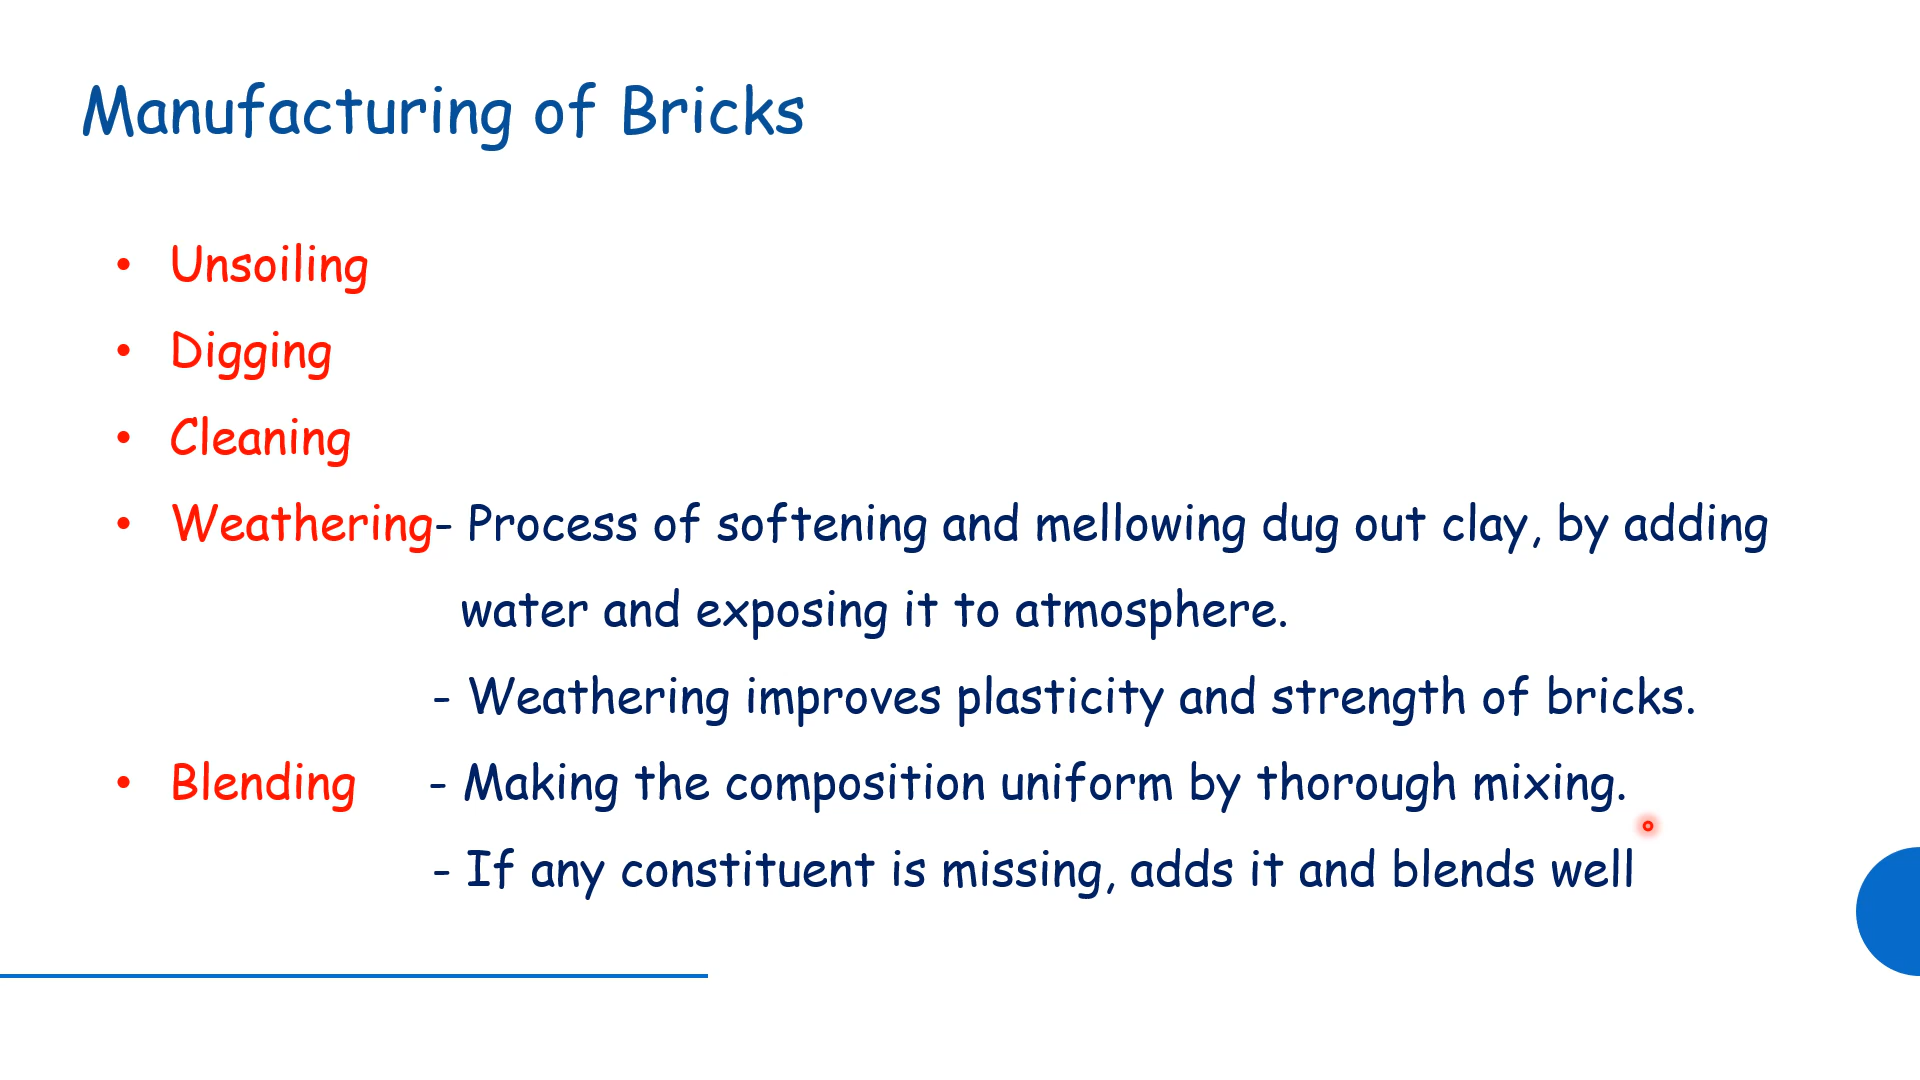 Manufacturing of Bricks
• Unsoiling
• Digging
• Cleaning
• Weathering- Process of softening and mellowing dug out clay, by adding
water and exposing it to atmosphere.
- Weathering improves plasticity and strength of bricks.
• Blending - Making the composition uniform by thorough mixing.
- If any constituent is missing, adds it and blends well